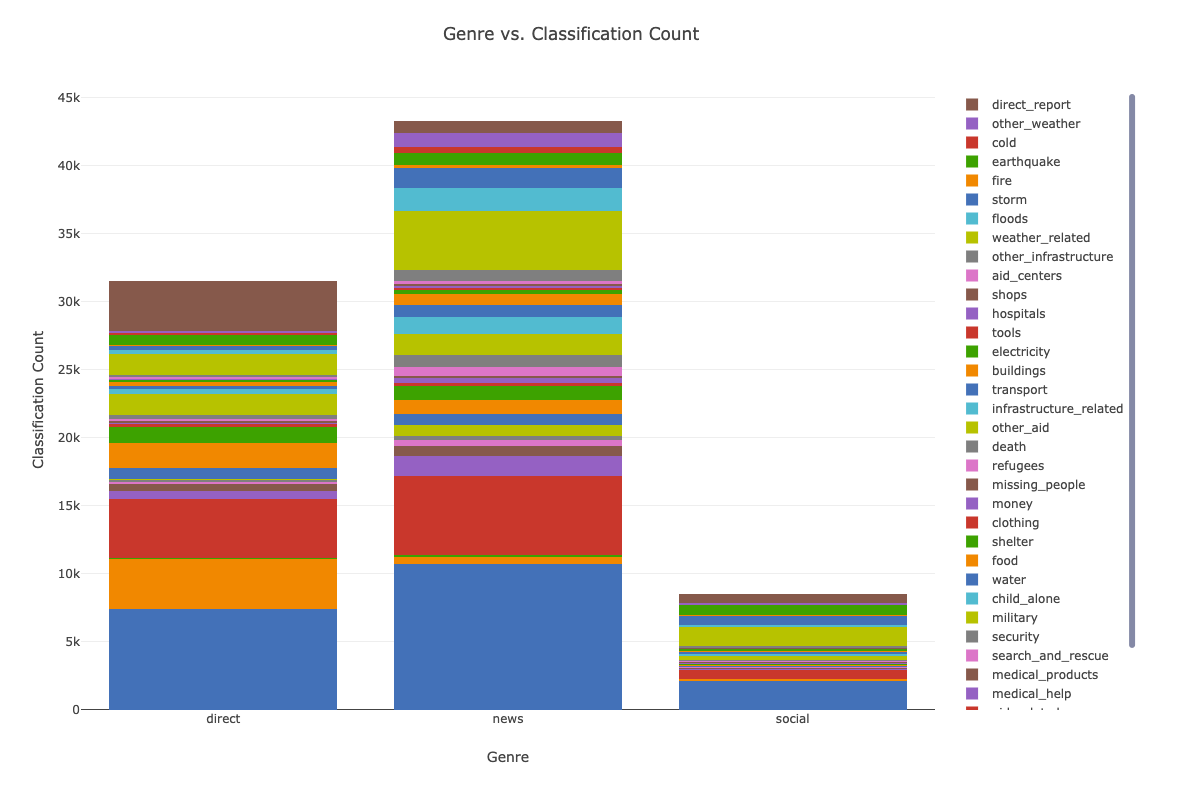 Genre vs. Classification Count
45k
40k
35k
30k
25k
20k
15k
10k
5k
0
Classification Count
direct
news
social
Genre
direct_report
other_weather
cold
earthquake
fire
storm
floods
weather_related
other_infrastructure
aid_centers
shops
hospitals
tools
electricity
buildings
transport
infrastructure_related
other_aid
death
refugees
missing_people
money
clothing
shelter
food
water
child_alone
military
security
search_and_rescue
medical_products
medical_help